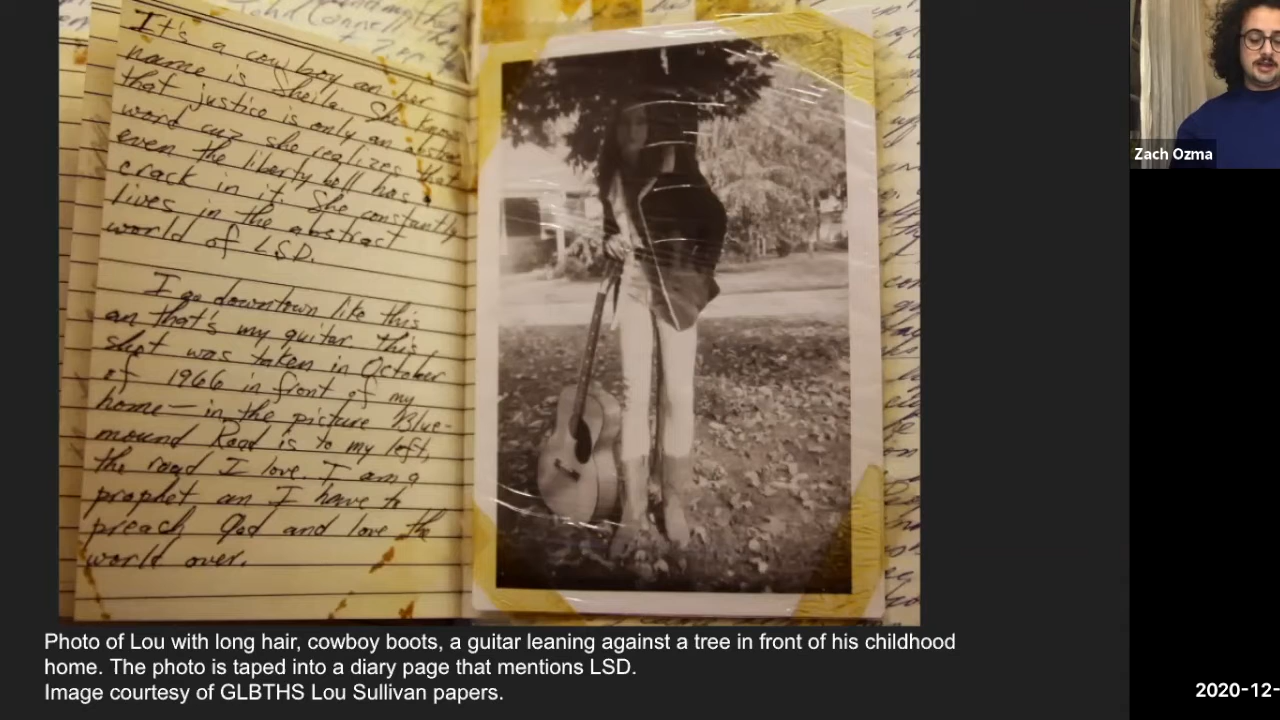 It's a cowboy an her
name is Sheila. She knows
that justice is only an
word cuz she realizes that
even the liberty bell has a
crack in it. She constantly
lives in the abstract
world of LSD.
I go downtown like this
an that's my guitar. This
shot was taken in October
of 1966 in front of my
home — in the picture Blue-
mound Road is to my left,
the road I love. I am a
prophet an I have to
preach God and love the
world over.
Zach Ozma
Photo of Lou with long hair, cowboy boots, a guitar leaning against a tree in front of his childhood
home. The photo is taped into a diary page that mentions LSD.
Image courtesy of GLBTHS Lou Sullivan papers.
2020-12-